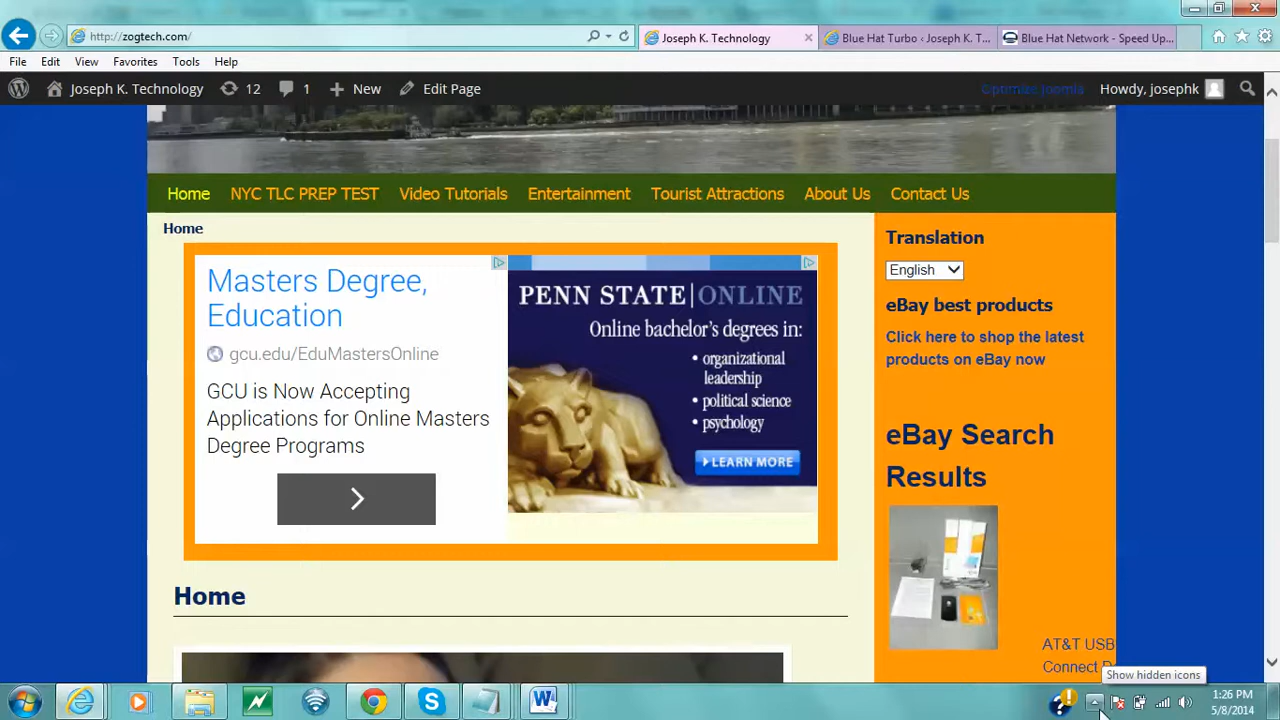 http://zogtech.com/
Joseph K. Technology
Blue Hat Turbo ‹ Joseph K. T...
Blue Hat Network - Speed Up...
File Edit View Favorites Tools Help
Joseph K. Technology 12 1 New Edit Page Optimize Joomla Howdy, josephk
Home NYC TLC PREP TEST Video Tutorials Entertainment Tourist Attractions About Us Contact Us
Home
Masters Degree,
Education
gcu.edu/EduMastersOnline
GCU is Now Accepting
Applications for Online Masters
Degree Programs
PENN STATE | ONLINE
Online bachelor's degrees in:
• organizational
leadership
• political science
• psychology
LEARN MORE
Home
Translation
English
eBay best products
Click here to shop the latest
products on eBay now
eBay Search
Results
AT&T USB
Connect
Show hidden icons
1:26 PM
5/8/2014